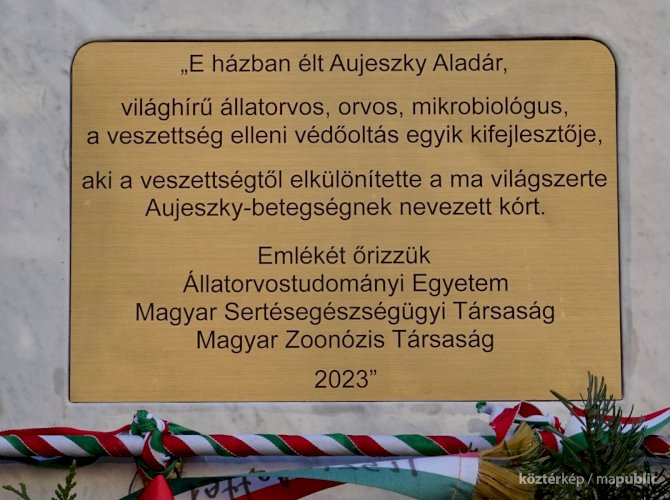 „E házban élt Aujeszky Aladár,
világhírű állatorvos, orvos, mikrobiológus,
a veszettség elleni védőoltás egyik kifejlesztője,
aki a veszettségtől elkülönítette a ma világszerte
Aujeszky-betegségnek nevezett kórt.
Emlékét őrizzük
Állatorvostudományi Egyetem
Magyar Sertésegészségügyi Társaság
Magyar Zoonózis Társaság
2023”
köztérkép / mapublic